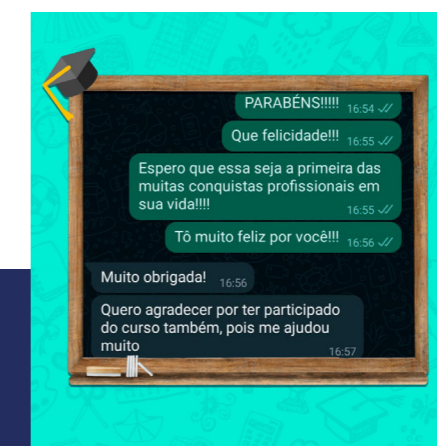 PARABÉNS!!!!! 16:54
Que felicidade!!! 16:55
Espero que essa seja a primeira das
muitas conquistas profissionais em
sua vida!!!!
16:55
Tô muito feliz por você!!! 16:56
Muito obrigada! 16:56
Quero agradecer por ter participado
do curso também, pois me ajudou
muito
16:57